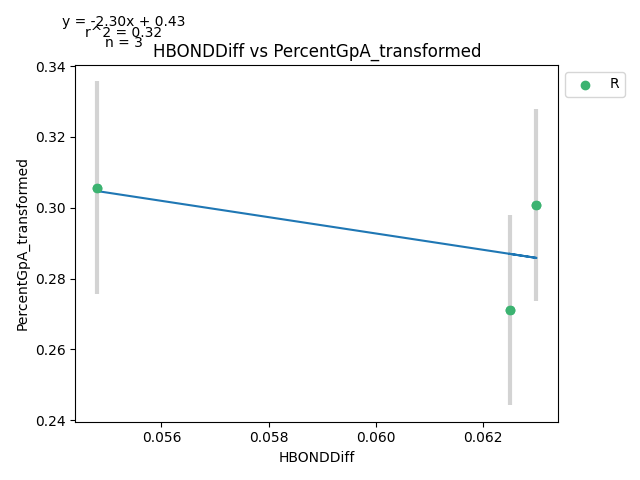 y = -2.30x + 0.43
r^2 = 0.32
n = 3
HBONDDiff vs PercentGpA_transformed
R
0.34
0.32
0.30
0.28
0.26
0.24
PercentGpA_transformed
0.056
0.058
0.060
0.062
HBONDDiff